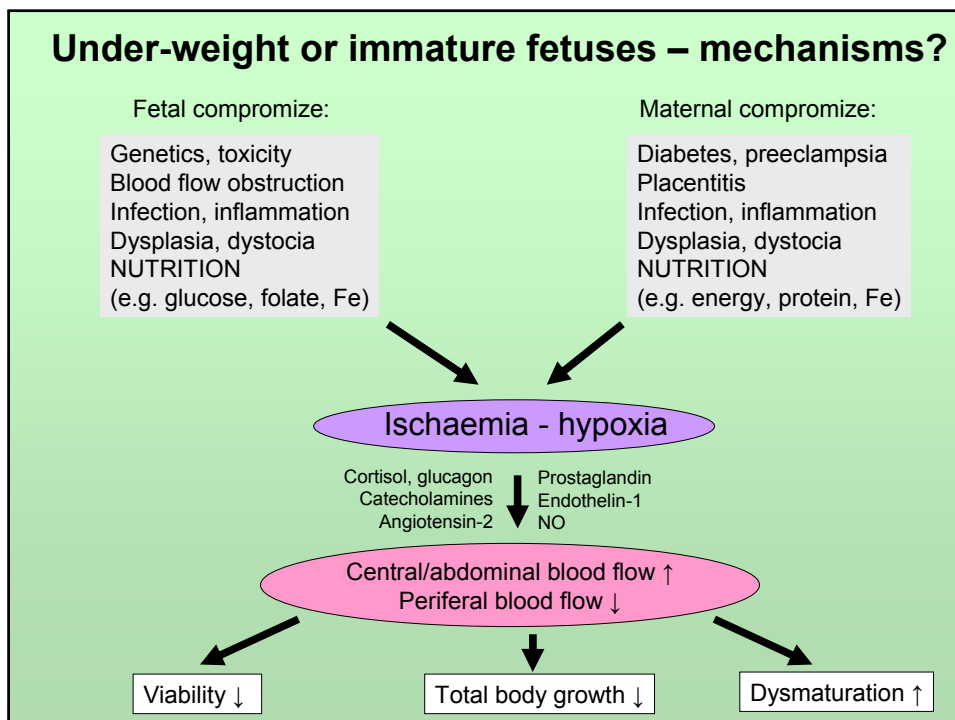 Under-weight or immature fetuses – mechanisms?
Fetal compromize:
Genetics, toxicity
Blood flow obstruction
Infection, inflammation
Dysplasia, dystocia
NUTRITION
(e.g. glucose, folate, Fe)
Maternal compromize:
Diabetes, preeclampsia
Placentitis
Infection, inflammation
Dysplasia, dystocia
NUTRITION
(e.g. energy, protein, Fe)
Ischaemia - hypoxia
Cortisol, glucagon
Catecholamines
Angiotensin-2
Prostaglandin
Endothelin-1
NO
Central/abdominal blood flow ↑
Periferal blood flow ↓
Viability ↓
Total body growth ↓
Dysmaturation ↑